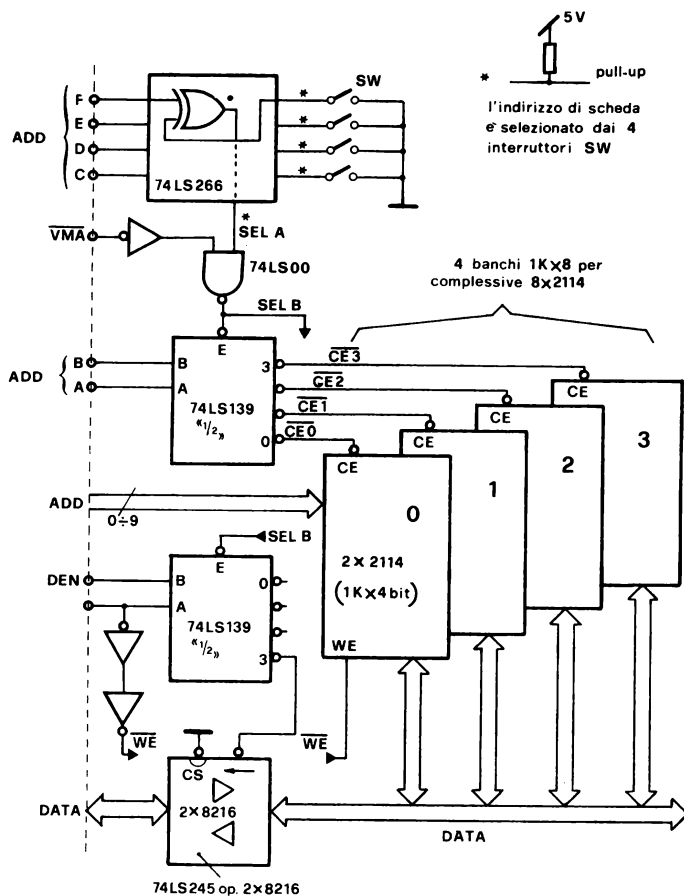 5V
* pull-up
l'indirizzo di scheda
e' selezionato dai 4
interruttori SW
ADD
F
E
D
C
74LS266
SW
*
*
*
*
*
SEL A
VMA
74LS00
SEL B
4 banchi 1K×8 per
complessive 8×2114
ADD
B
A
E
B
A
74LS139
«1/2»
3
0
CE3
CE2
CE1
CE0
CE
CE
CE
CE
0
1
2
3
ADD
0÷9
2×2114
(1K×4bit)
WE
SEL B
DEN
E
B
A
74LS139
«1/2»
0
3
WE
WE
CS
2×8216
DATA
DATA
74LS245 op. 2×8216